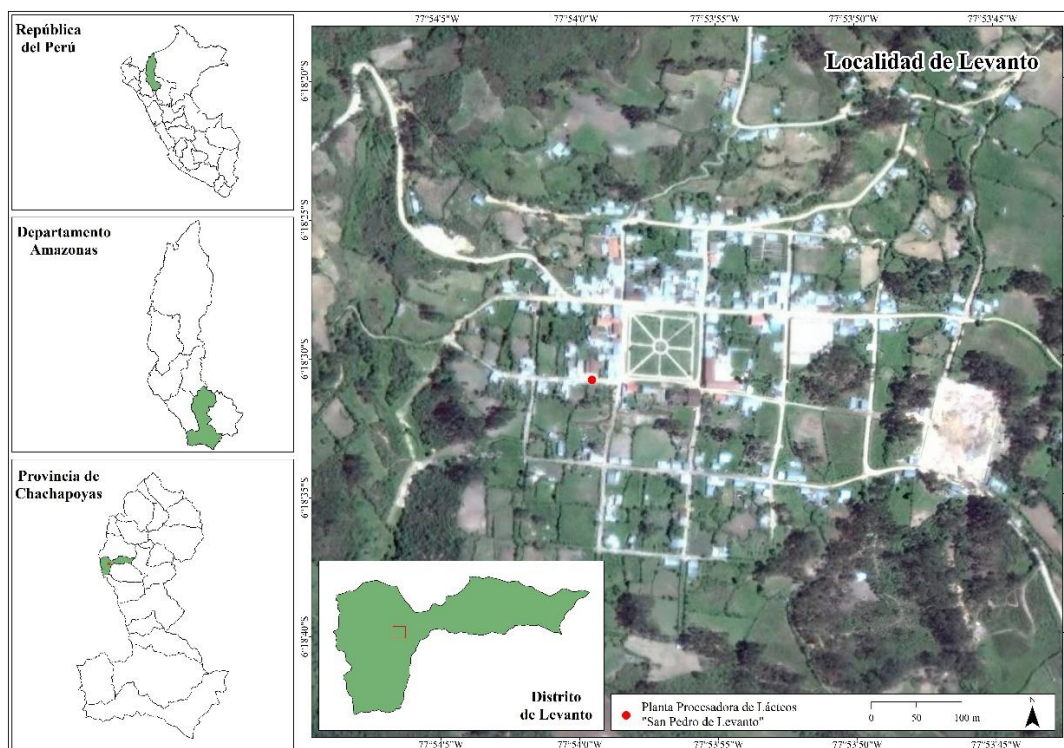 República
del Perú
Departamento
Amazonas
Provincia de
Chachapoyas
77°54'5"W 77°54'0"W 77°53'55"W 77°53'50"W 77°53'45"W
Localidad de Levanto
6°18'20"S
6°18'25"S
6°18'30"S
6°18'35"S
6°18'40"S
Distrito
de Levanto
Planta Procesadora de Lácteos
"San Pedro de Levanto"
0 50 100 m
N
77°54'5"W 77°54'0"W 77°53'55"W 77°53'50"W 77°53'45"W